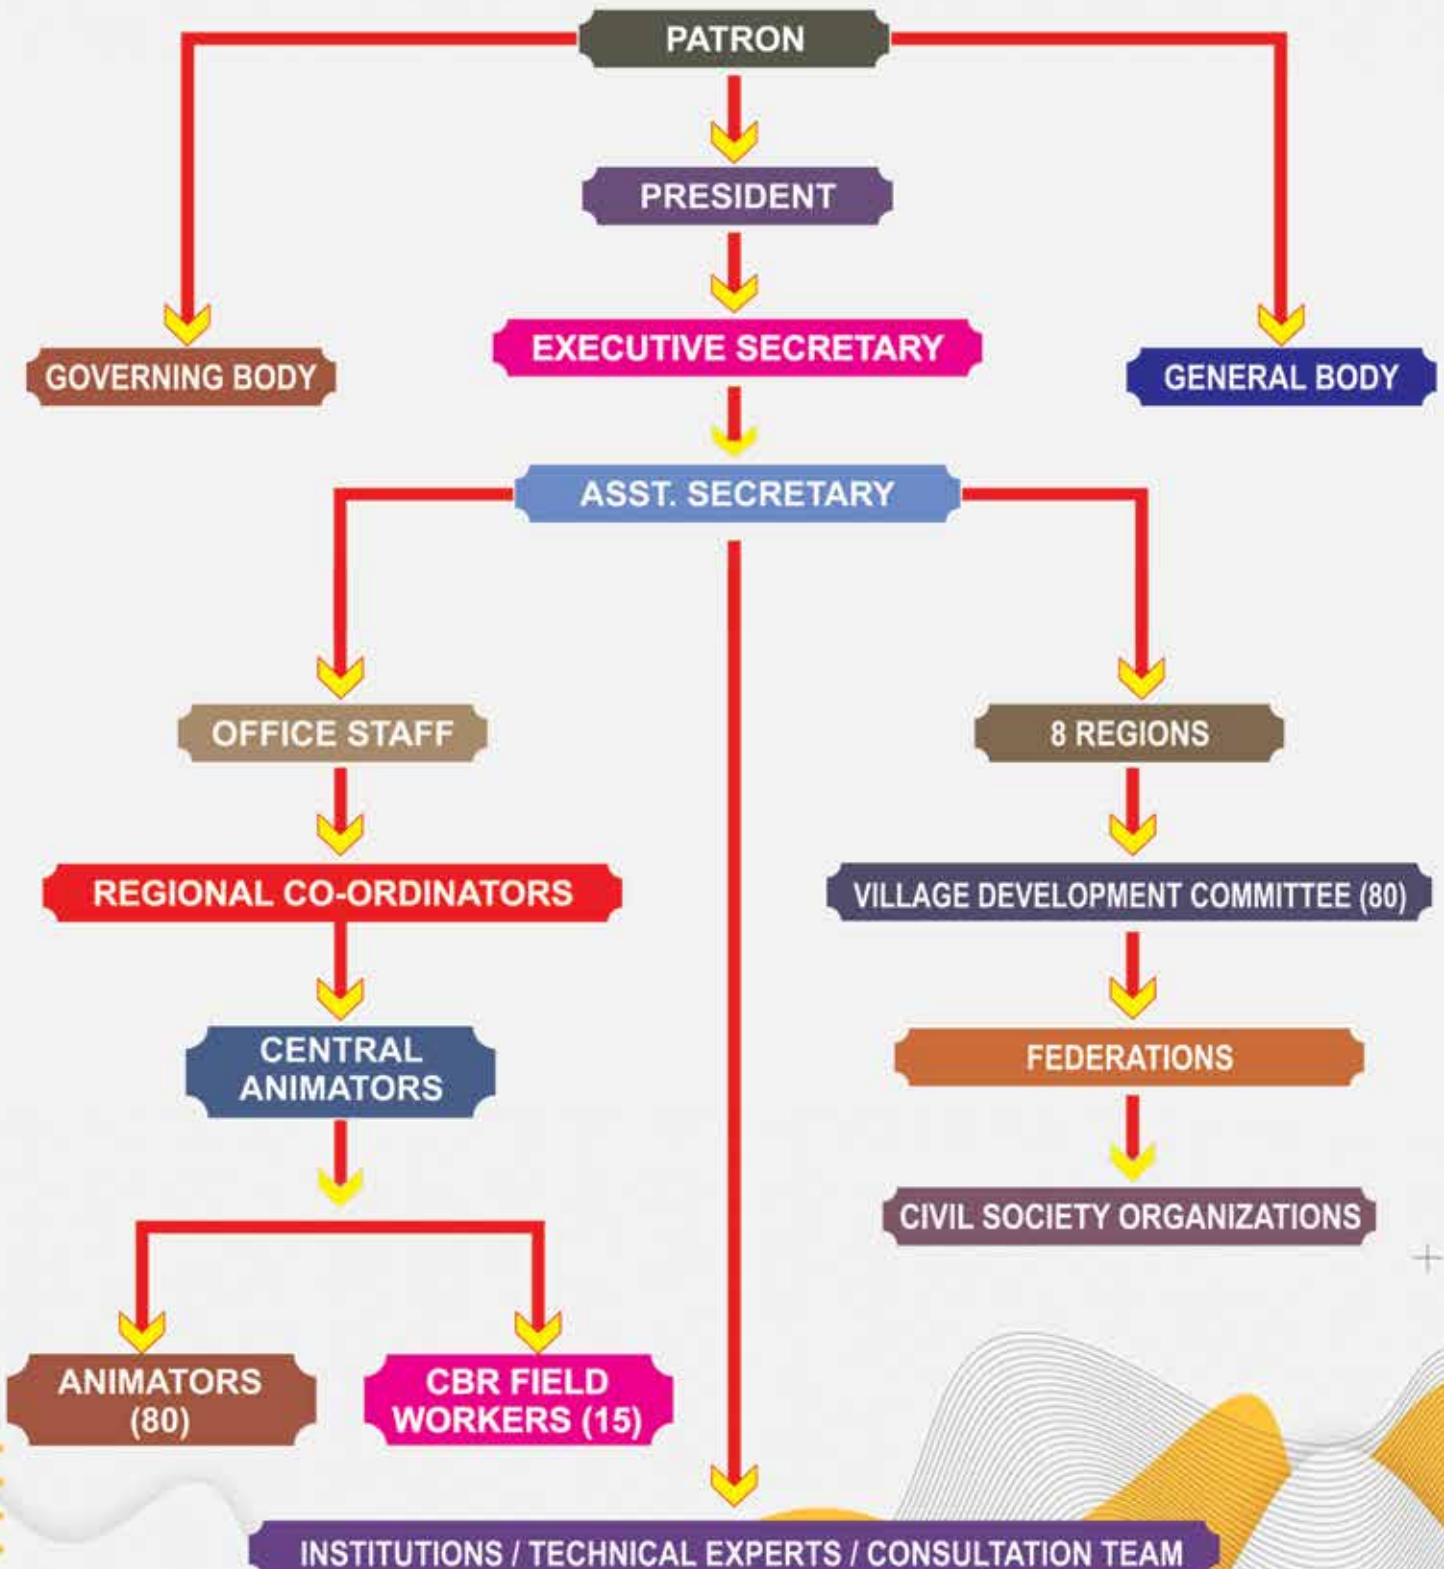 PATRON
PRESIDENT
EXECUTIVE SECRETARY
GOVERNING BODY
GENERAL BODY
ASST. SECRETARY
OFFICE STAFF
8 REGIONS
REGIONAL CO-ORDINATORS
VILLAGE DEVELOPMENT COMMITTEE (80)
CENTRAL
ANIMATORS
FEDERATIONS
CIVIL SOCIETY ORGANIZATIONS
ANIMATORS
(80)
CBR FIELD
WORKERS (15)
INSTITUTIONS / TECHNICAL EXPERTS / CONSULTATION TEAM